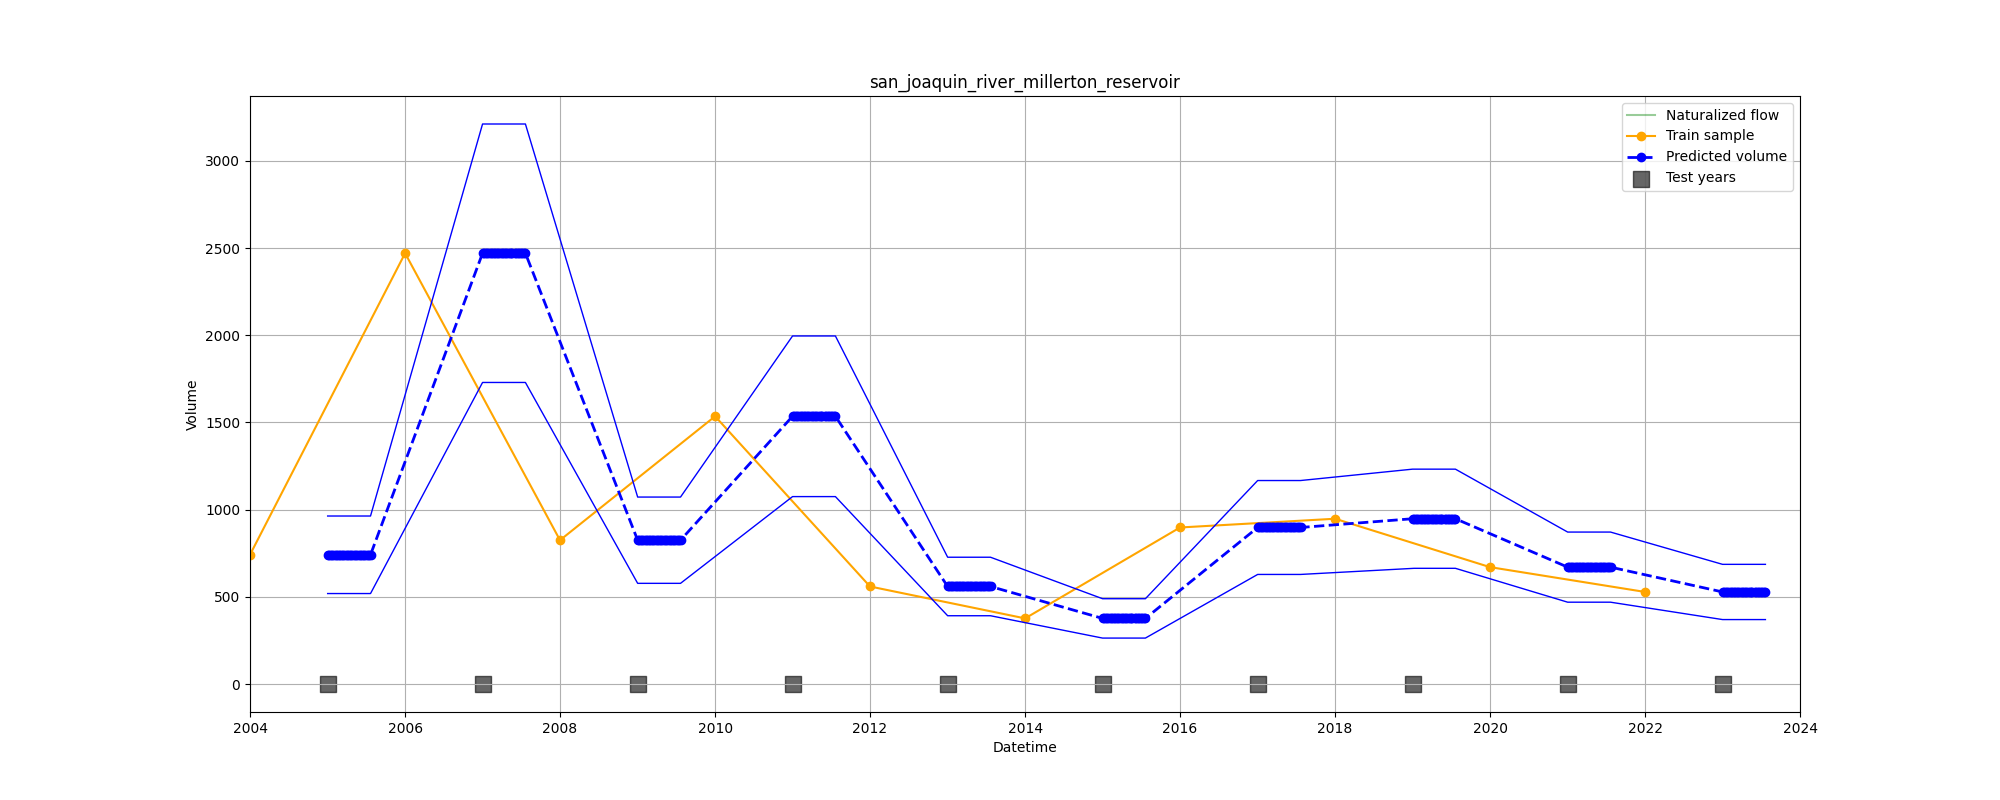 san_joaquin_river_millerton_reservoir
Naturalized flow
Train sample
Predicted volume
Test years
Volume
3000
2500
2000
1500
1000
500
0
2004 2006 2008 2010 2012 2014 2016 2018 2020 2022 2024
Datetime